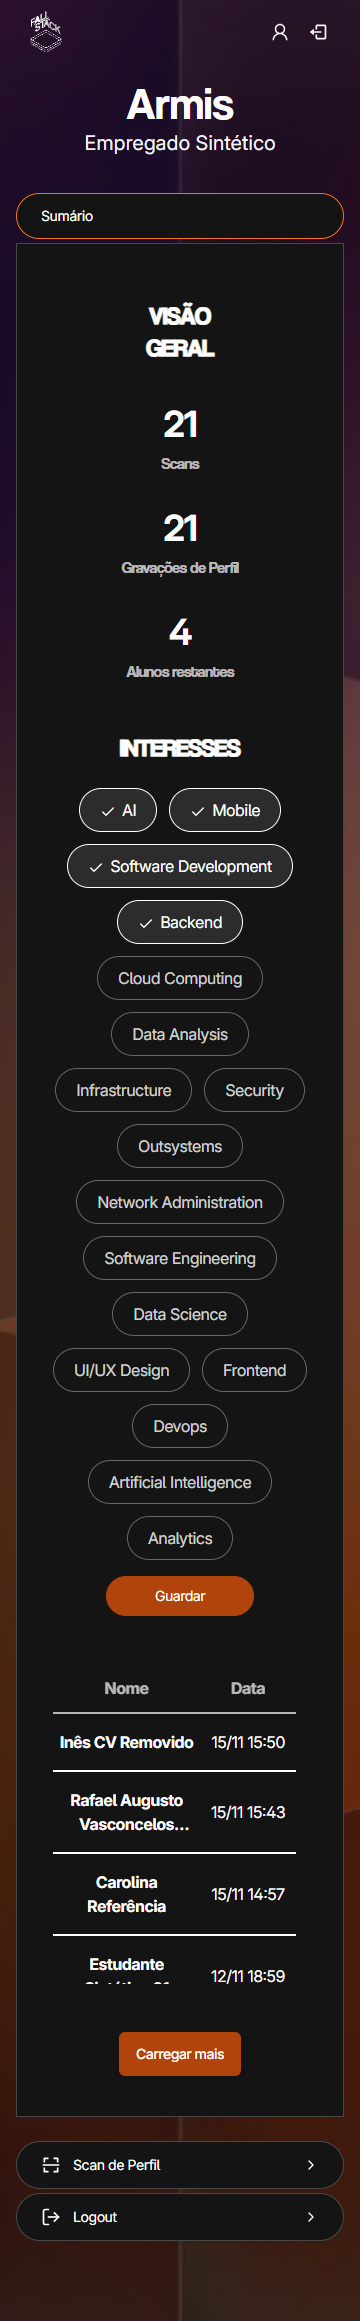 FALL
STACK
Armis
Empregado Sintético
Sumário
VISÃO
GERAL
21
Scans
21
Gravações de Perfil
4
Alunos restantes
INTERESSES
AI Mobile
Software Development
Backend
Cloud Computing
Data Analysis
Infrastructure Security
Outsystems
Network Administration
Software Engineering
Data Science
UI/UX Design Frontend
Devops
Artificial Intelligence
Analytics
Guardar
Nome Data
Inês CV Removido 15/11 15:50
Rafael Augusto
Vasconcelos... 15/11 15:43
Carolina
Referência 15/11 14:57
Estudante 12/11 18:59
Carregar mais
Scan de Perfil
Logout